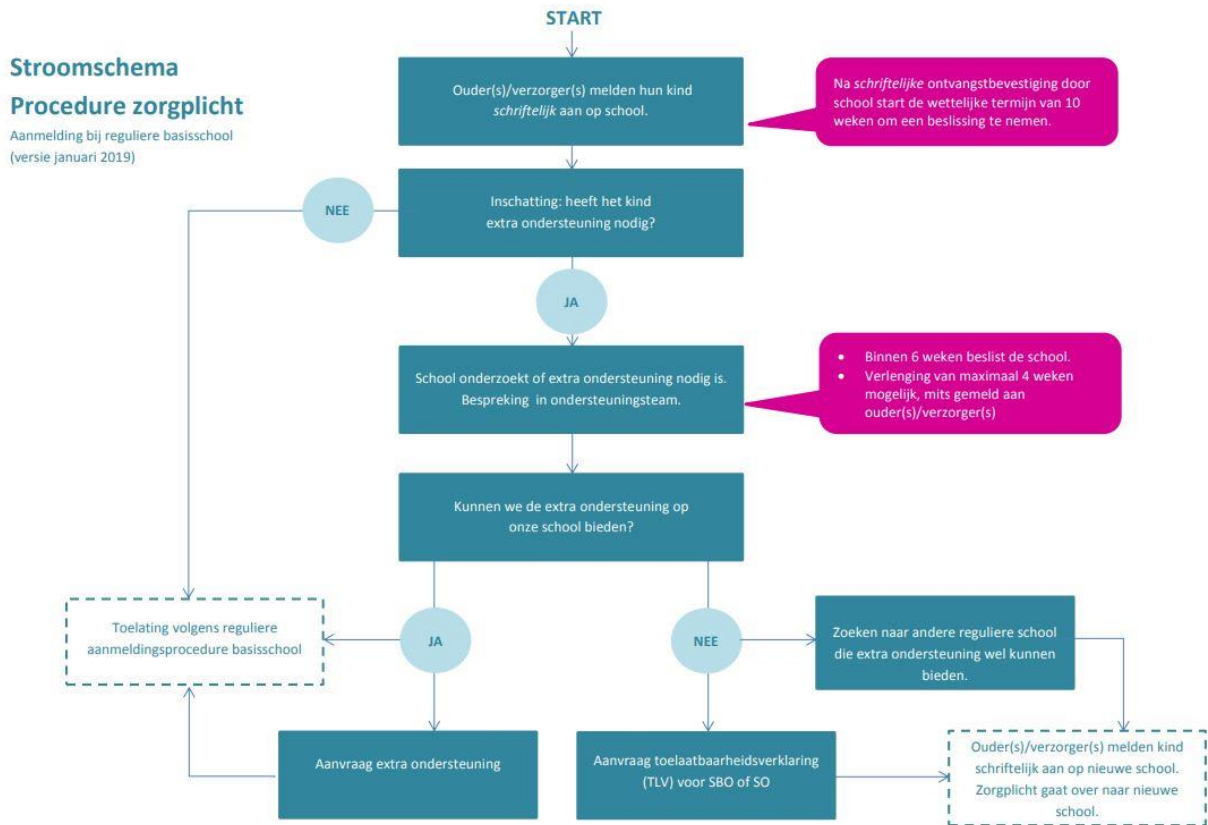 START
Stroomschema
Procedure zorgplicht
Aanmelding bij reguliere basisschool
(versie januari 2019)
Ouder(s)/verzorger(s) melden hun kind
schriftelijk aan op school.
Na schriftelijke ontvangstbevestiging door
school start de wettelijke termijn van 10
weken om een beslissing te nemen.
NEE
Inschatting: heeft het kind
extra ondersteuning nodig?
JA
School onderzoekt of extra ondersteuning nodig is.
Bespreking in ondersteuningsteam.
• Binnen 6 weken beslist de school.
• Verlenging van maximaal 4 weken
mogelijk, mits gemeld aan
ouder(s)/verzorger(s)
Kunnen we de extra ondersteuning op
onze school bieden?
Toelating volgens reguliere
aanmeldingsprocedure basisschool
JA
NEE
Zoeken naar andere reguliere school
die extra ondersteuning wel kunnen
bieden.
Aanvraag extra ondersteuning
Aanvraag toelaatbaarheidsverklaring
(TLV) voor SBO of SO
Ouder(s)/verzorger(s) melden kind
schriftelijk aan op nieuwe school.
Zorgplicht gaat over naar nieuwe
school.